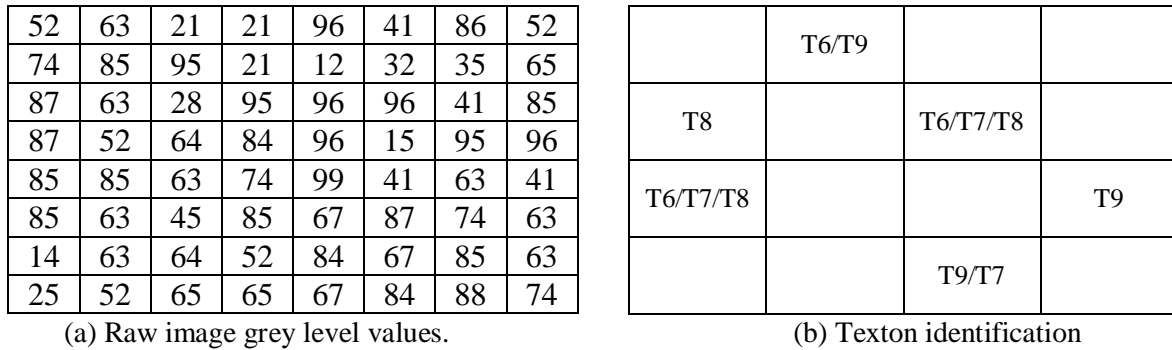 52 63 21 21 96 41 86 52
74 85 95 21 12 32 35 65
87 63 28 95 96 96 41 85
87 52 64 84 96 15 95 96
85 85 63 74 99 41 63 41
85 63 45 85 67 87 74 63
14 63 64 52 84 67 85 63
25 52 65 65 67 84 88 74
(a) Raw image grey level values.
T6/T9
T8 T6/T7/T8
T6/T7/T8 T9
T9/T7
(b) Texton identification